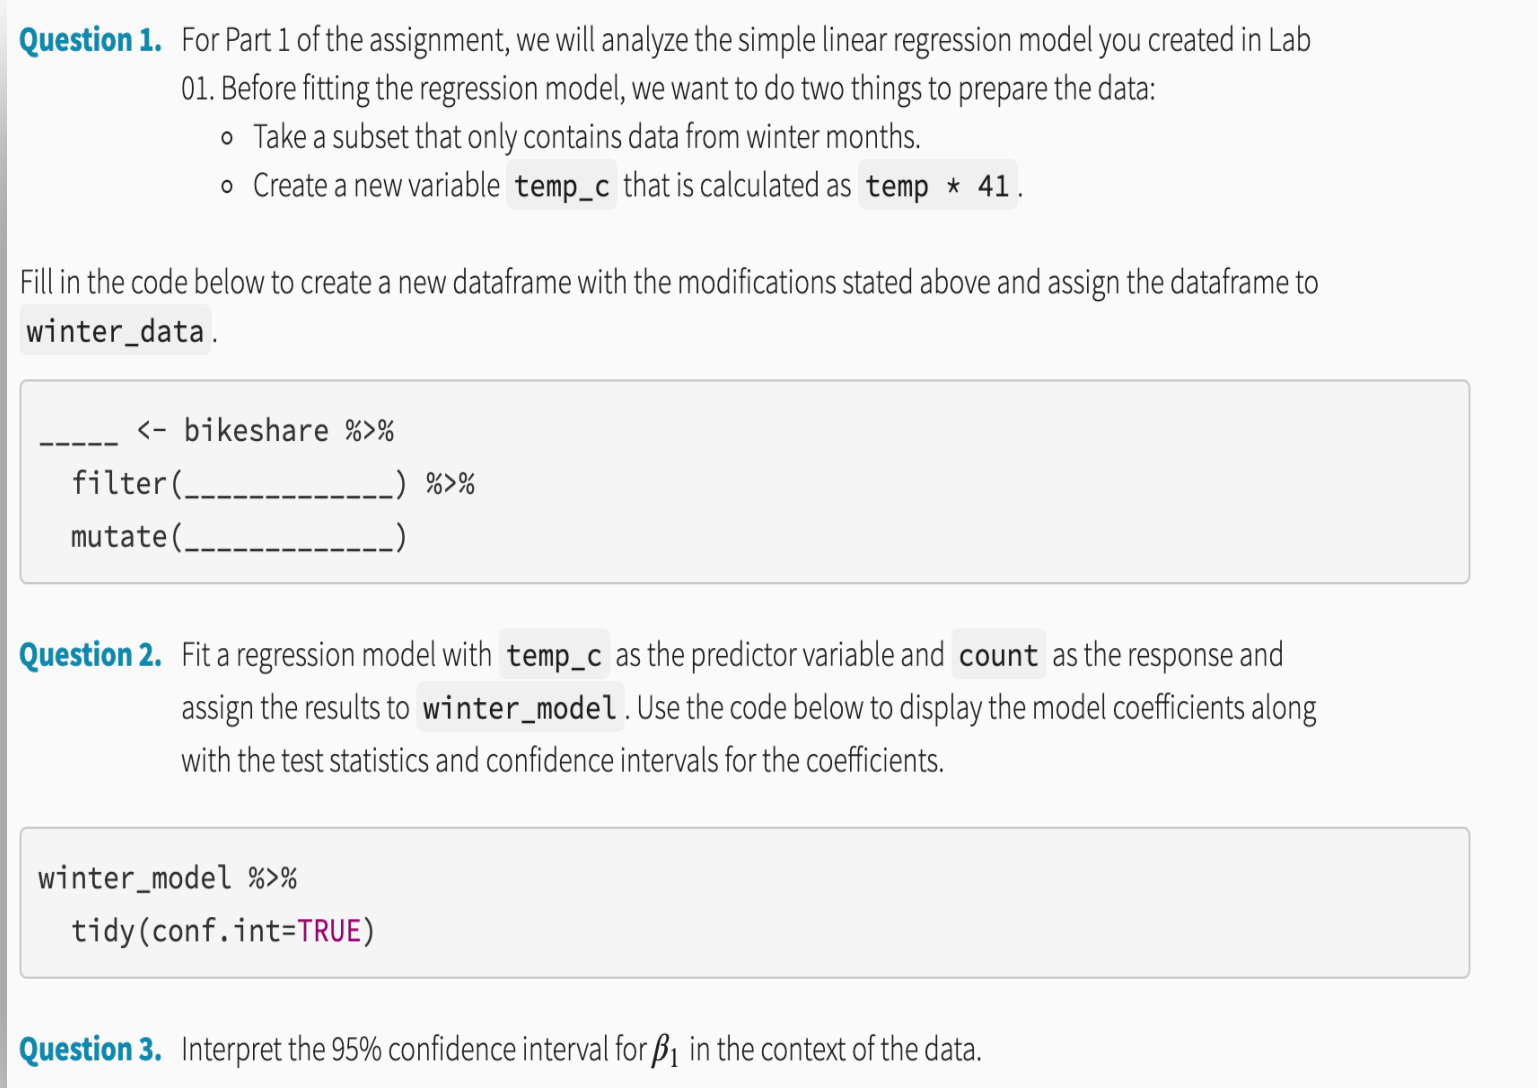 Question 1. For Part 1 of the assignment, we will analyze the simple linear regression model you created in Lab
01. Before fitting the regression model, we want to do two things to prepare the data:
Take a subset that only contains data from winter months.
Create a new variable temp_c that is calculated as temp * 41.
Fill in the code below to create a new dataframe with the modifications stated above and assign the dataframe to
winter_data.
_____ <- bikeshare %>%
filter(_____________) %>%
mutate(_____________)
Question 2. Fit a regression model with temp_c as the predictor variable and count as the response and
assign the results to winter_model. Use the code below to display the model coefficients along
with the test statistics and confidence intervals for the coefficients.
winter_model %>%
tidy(conf.int=TRUE)
Question 3. Interpret the 95% confidence interval for β₁ in the context of the data.